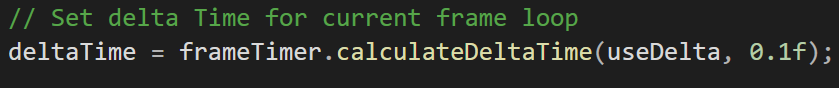 // Set delta Time for current frame loop
deltaTime = frameTimer.calculateDeltaTime(useDelta, 0.1f);